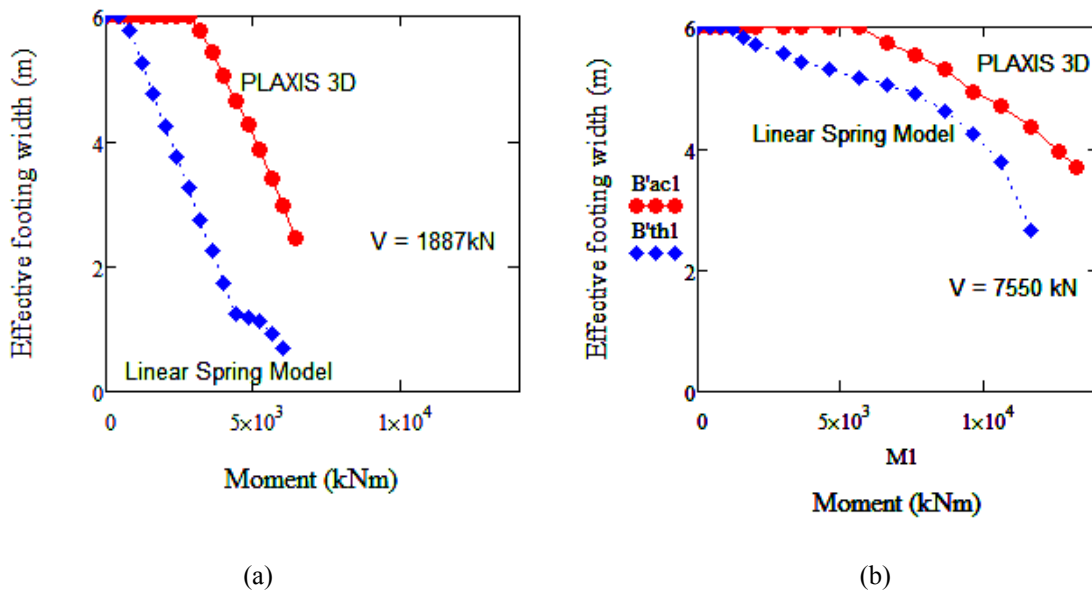 Effective footing width (m)
6
4
2
0
PLAXIS 3D
V = 1887kN
Linear Spring Model
0
5×10³
1×10⁴
Moment (kNm)
(a)
Effective footing width (m)
6
4
2
0
B'ac1
B'th1
PLAXIS 3D
Linear Spring Model
V = 7550 kN
0
5×10³
1×10⁴
M1
Moment (kNm)
(b)